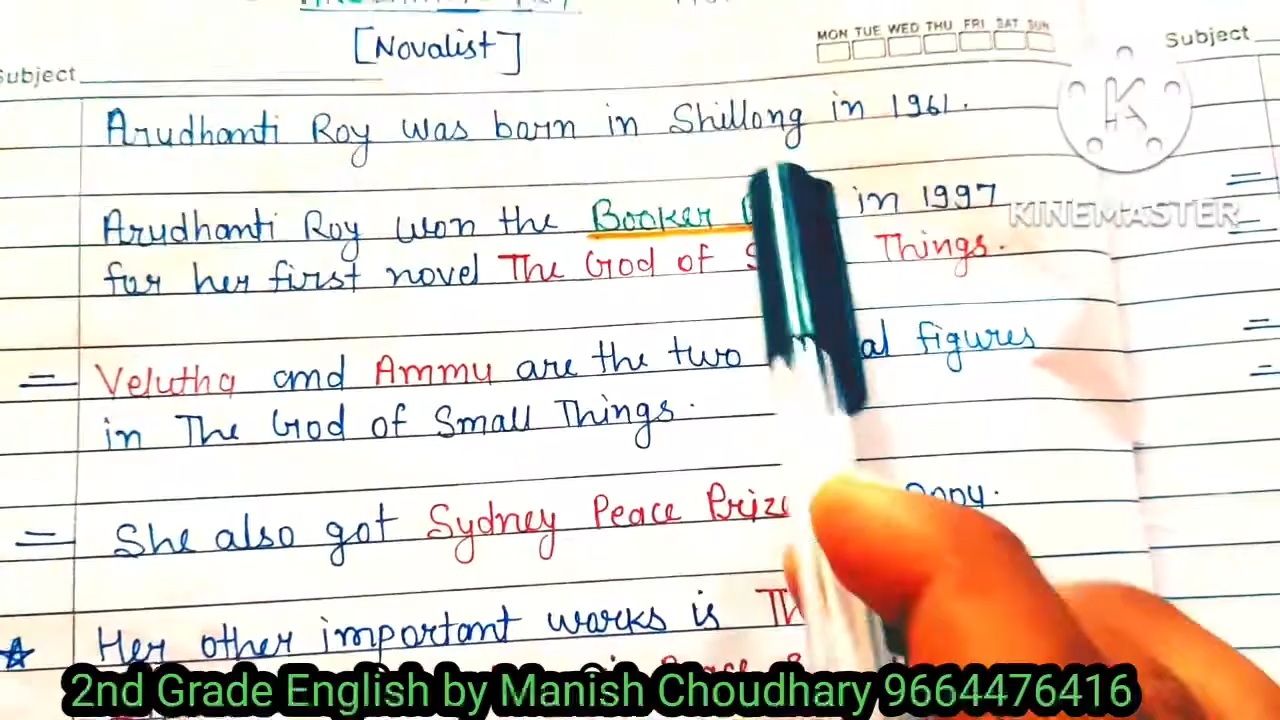 [Novalist]
MON TUE WED THU FRI SAT SUN
Subject
Subject
Arudhanti Roy was barn in Shillong in 1961.
Arudhanti Roy won the Booker in 1997
for her first novel The God of Things.
= Velutha and Ammu are the two figures
in The God of Small Things.
= She also got Sydney Peace Prize
Her other important works is
KINEMASTER
2nd Grade English by Manish Choudhary 9664476416